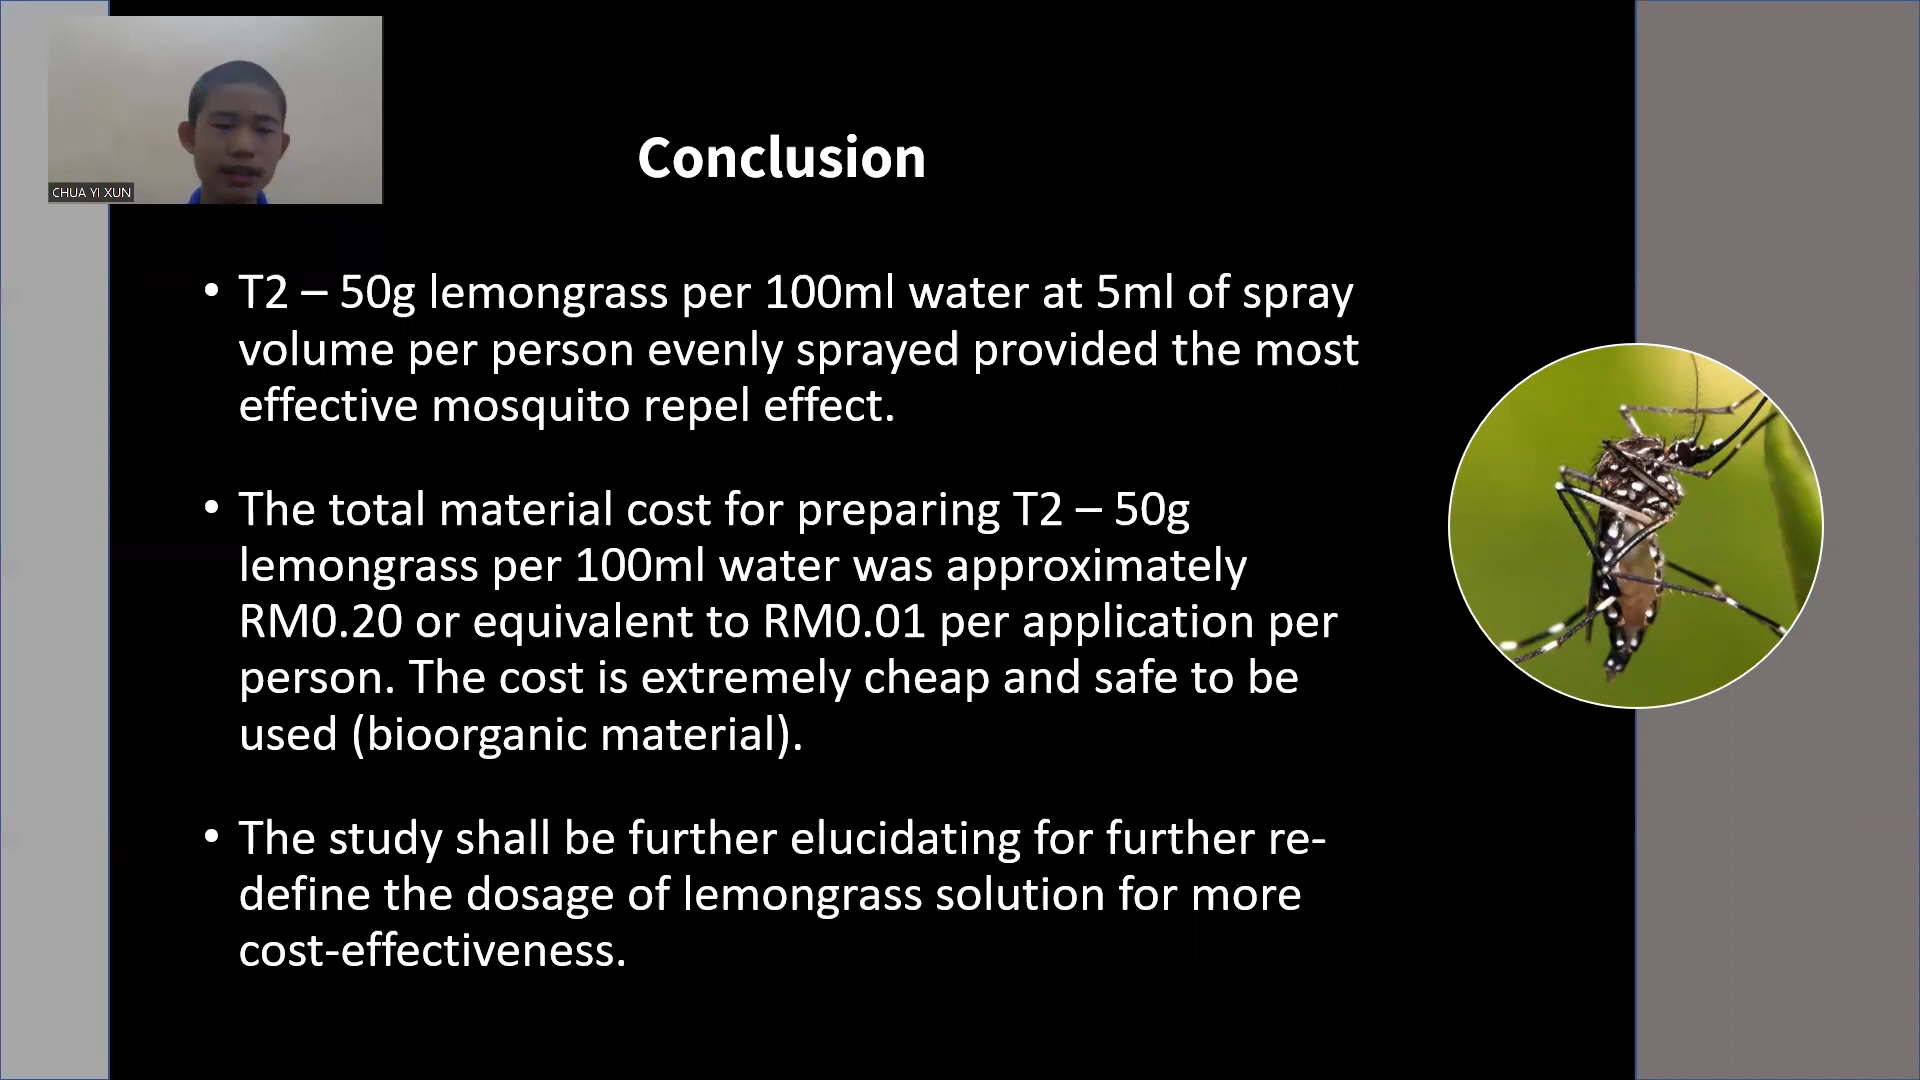 CHUA YI XUN
Conclusion
• T2 – 50g lemongrass per 100ml water at 5ml of spray
volume per person evenly sprayed provided the most
effective mosquito repel effect.
• The total material cost for preparing T2 – 50g
lemongrass per 100ml water was approximately
RM0.20 or equivalent to RM0.01 per application per
person. The cost is extremely cheap and safe to be
used (bioorganic material).
• The study shall be further elucidating for further re-
define the dosage of lemongrass solution for more
cost-effectiveness.